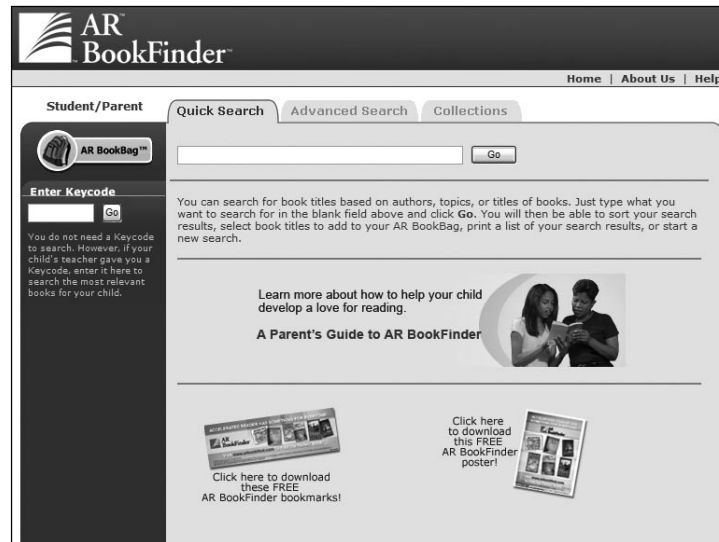 AR
BookFinder™
Home | About Us | Help
Student/Parent
Quick Search
Advanced Search
Collections
AR BookBag™
Go
Enter Keycode
Go
You do not need a Keycode
to search. However, if your
child's teacher gave you a
Keycode, enter it here to
search the most relevant
books for your child.
You can search for book titles based on authors, topics, or titles of books. Just type what you
want to search for in the blank field above and click Go. You will then be able to sort your search
results, select book titles to add to your AR BookBag, print a list of your search results, or start a
new search.
Learn more about how to help your child
develop a love for reading.
A Parent's Guide to AR BookFinder
AR
BookFinder
Click here to download
these FREE
AR BookFinder bookmarks!
Click here
to download
this FREE
AR BookFinder
poster!